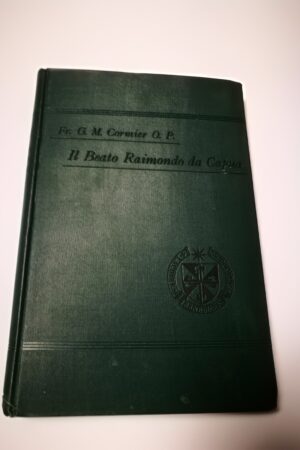 Fr. G. M. Cormier O. P.
Il Beato Raimondo da Capua